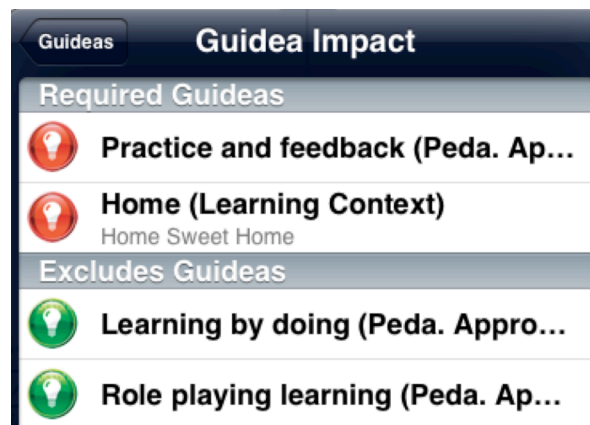 Guideas
Guidea Impact
Required Guideas
Practice and feedback (Peda. Ap...
Home (Learning Context)
Home Sweet Home
Excludes Guideas
Learning by doing (Peda. Appro...
Role playing learning (Peda. Ap...